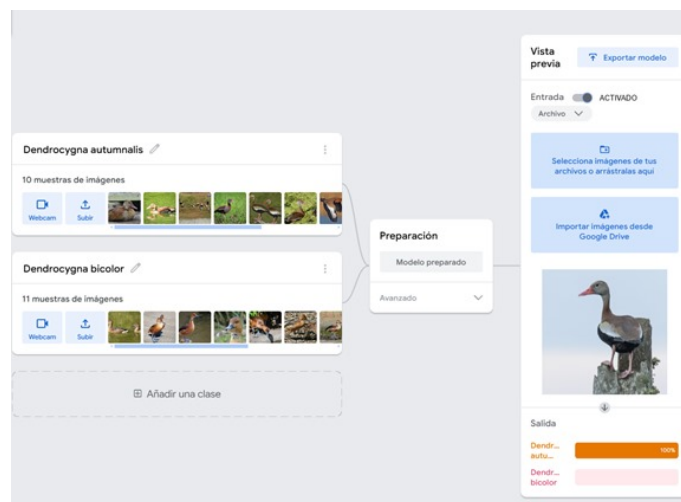 Dendrocygna autumnalis
10 muestras de imágenes
Webcam
Subir
Dendrocygna bicolor
11 muestras de imágenes
Webcam
Subir
Añadir una clase
Preparación
Modelo preparado
Avanzado
Vista
previa
Exportar modelo
Entrada
ACTIVADO
Archivo
Selecciona imágenes de tus
archivos o arrástralas aquí
Importar imágenes desde
Google Drive
Salida
Dendr...
autu...
100%
Dendr...
bicolor